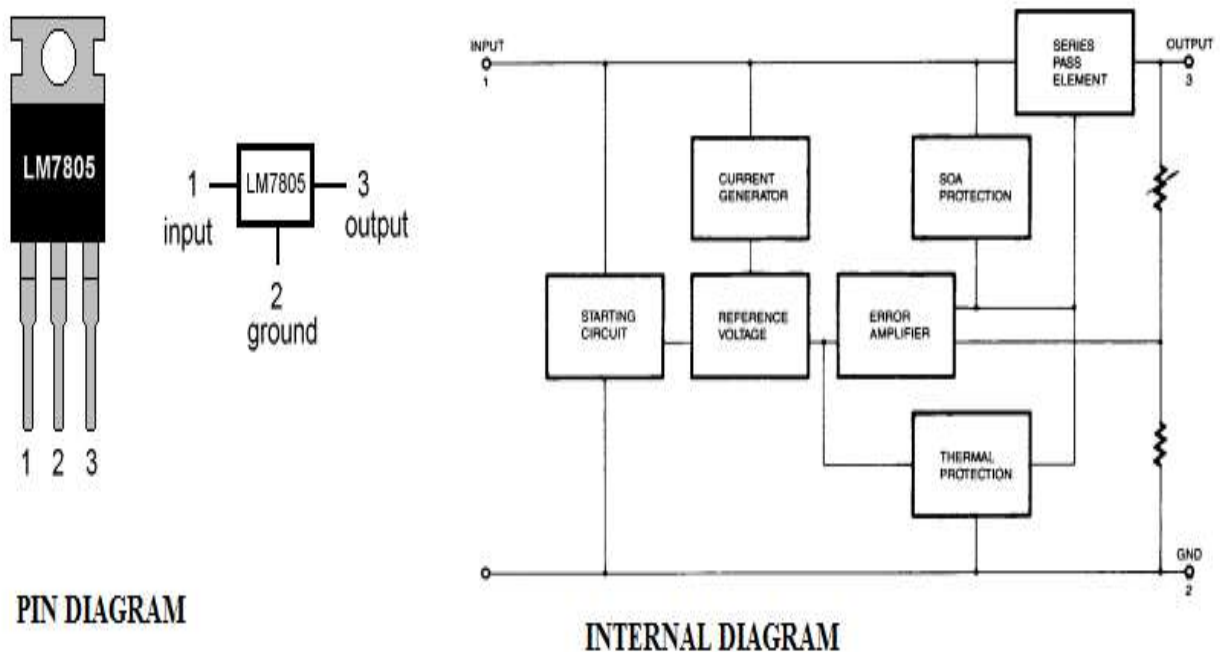 LM7805
1 2 3
1
input
LM7805
3
output
2
ground
PIN DIAGRAM
INPUT
1
SERIES
PASS
ELEMENT
OUTPUT
3
CURRENT
GENERATOR
SOA
PROTECTION
STARTING
CIRCUIT
REFERENCE
VOLTAGE
ERROR
AMPLIFIER
THERMAL
PROTECTION
GND
2
INTERNAL DIAGRAM